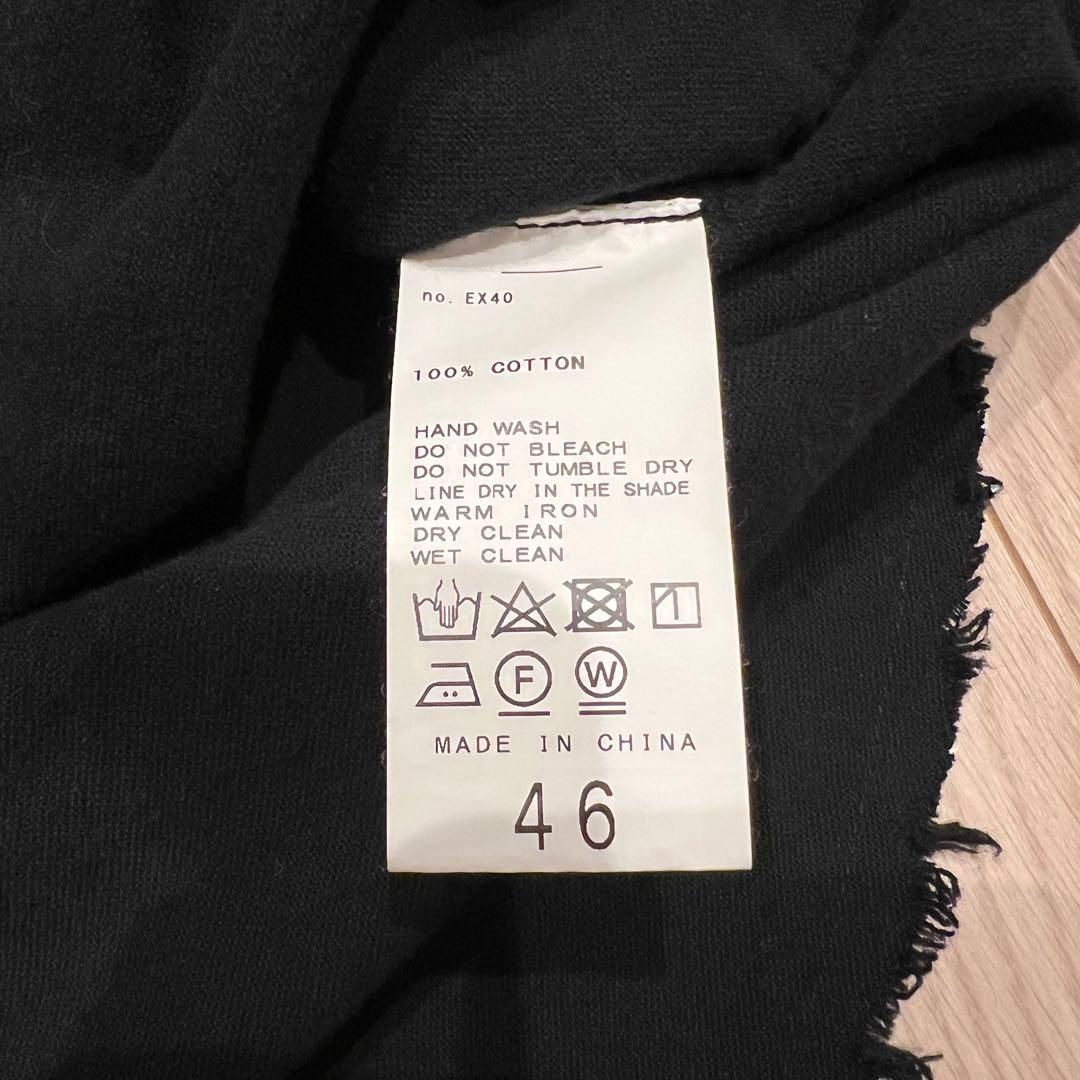 no. EX40
100% COTTON
HAND WASH
DO NOT BLEACH
DO NOT TUMBLE DRY
LINE DRY IN THE SHADE
WARM IRON
DRY CLEAN
WET CLEAN
F W
MADE IN CHINA
46